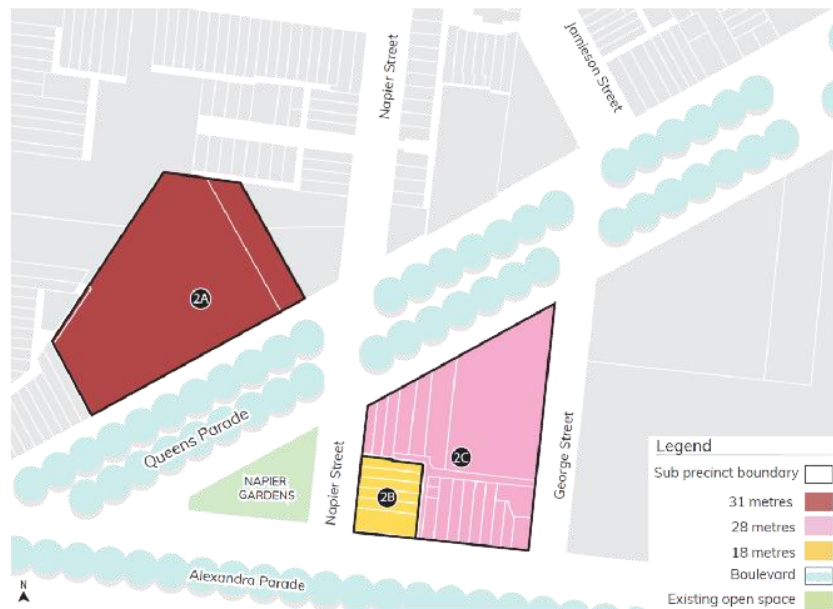 Napier Street
Jamieson Street
2A
Queens Parade
NAPIER
GARDENS
Napier Street
2B
2C
George Street
Alexandra Parade
N
Legend
Sub precinct boundary
31 metres
28 metres
18 metres
Boulevard
Existing open space